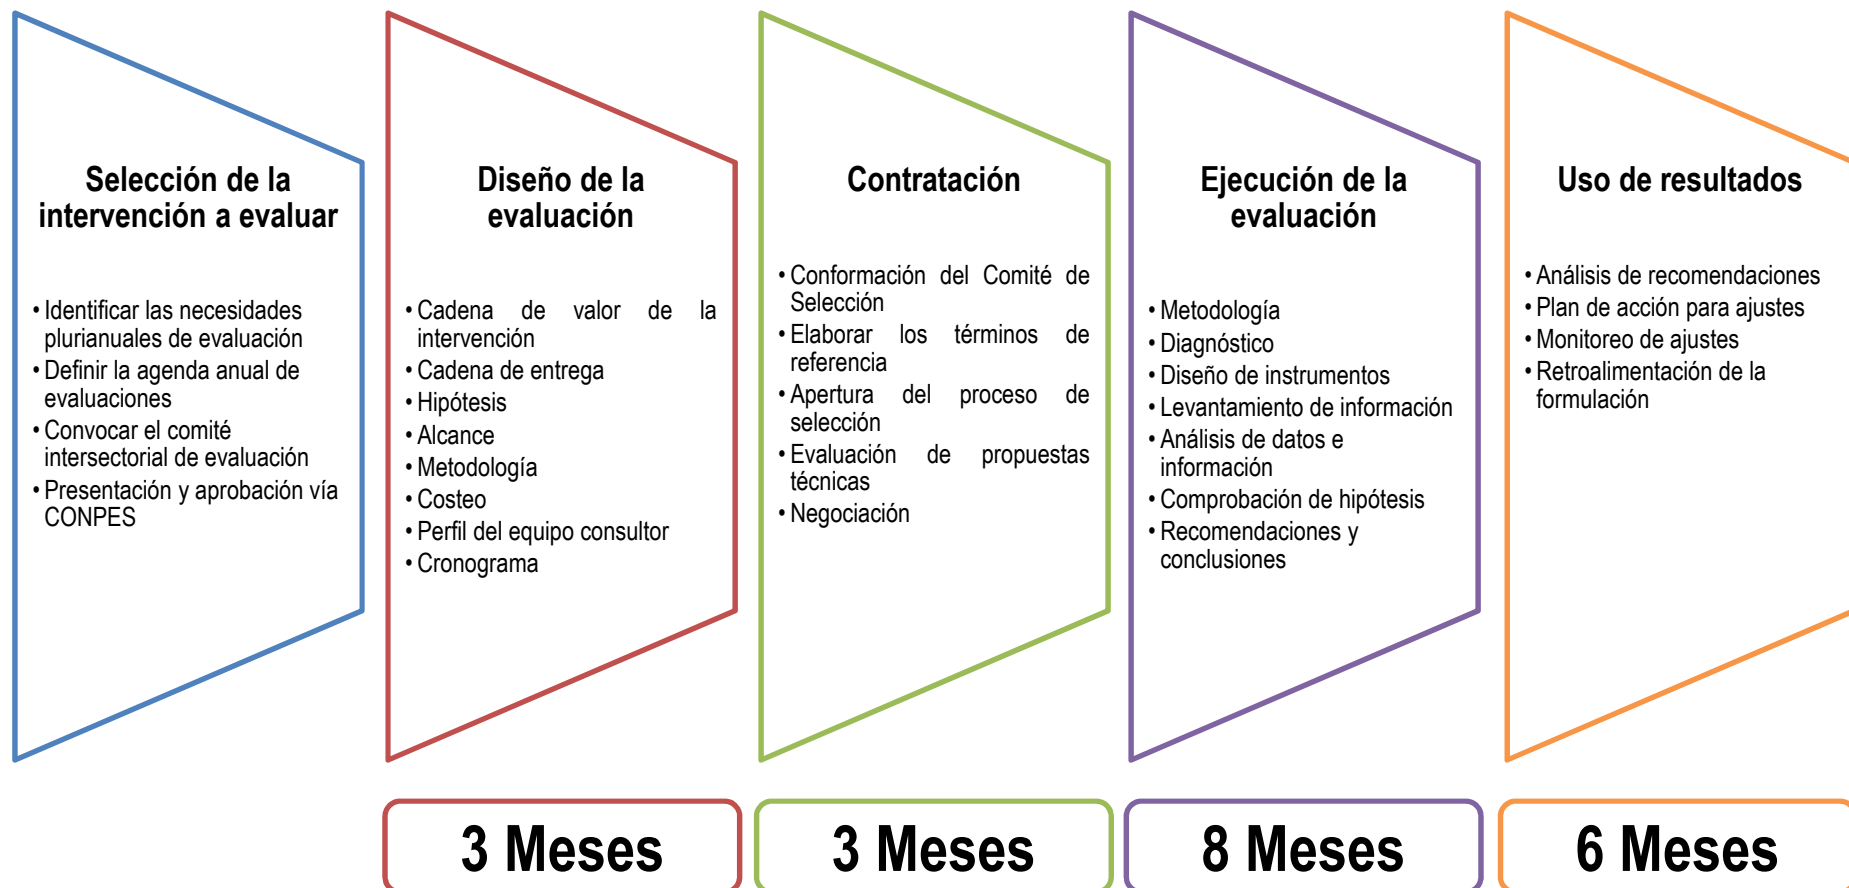 Selección de la
intervención a evaluar
• Identificar las necesidades
plurianuales de evaluación
• Definir la agenda anual de
evaluaciones
• Convocar el comité
intersectorial de evaluación
• Presentación y aprobación vía
CONPES
Diseño de la
evaluación
• Cadena de valor de la
intervención
• Cadena de entrega
• Hipótesis
• Alcance
• Metodología
• Costeo
• Perfil del equipo consultor
• Cronograma
Contratación
• Conformación del Comité de
Selección
• Elaborar los términos de
referencia
• Apertura del proceso de
selección
• Evaluación de propuestas
técnicas
• Negociación
Ejecución de la
evaluación
• Metodología
• Diagnóstico
• Diseño de instrumentos
• Levantamiento de información
• Análisis de datos e
información
• Comprobación de hipótesis
• Recomendaciones y
conclusiones
Uso de resultados
• Análisis de recomendaciones
• Plan de acción para ajustes
• Monitoreo de ajustes
• Retroalimentación de la
formulación
3 Meses
3 Meses
8 Meses
6 Meses